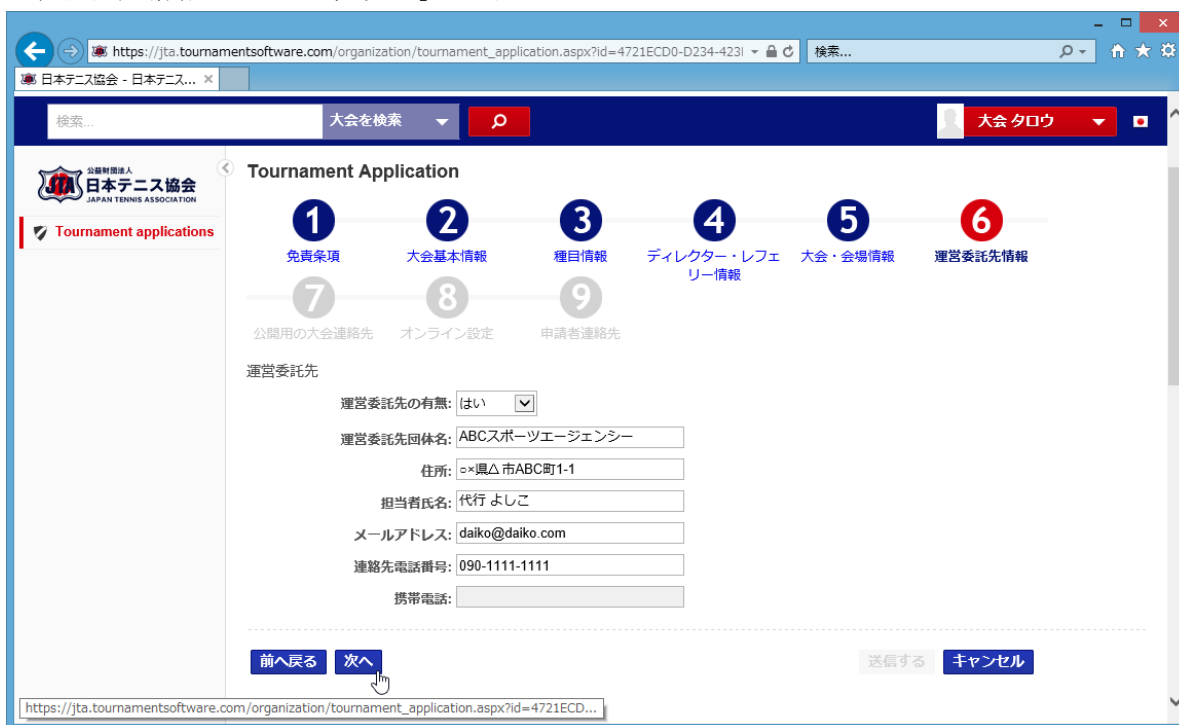 https://jta.tournamentsoftware.com/organization/tournament_application.aspx?id=4721ECD0-D234-423
検索...
日本テニス協会 - 日本テニス... ×
検索...
大会を検索
大会 タロウ
公益財団法人
日本テニス協会
JAPAN TENNIS ASSOCIATION
JTA
Tournament applications
Tournament Application
1 2 3 4 5 6
免責条項 大会基本情報 種目情報 ディレクター・レフェリー情報 大会・会場情報 運営委託先情報
7 8 9
公開用の大会連絡先 オンライン設定 申請者連絡先
運営委託先
運営委託先の有無: はい
運営委託先団体名: ABCスポーツエージェンシー
住所: ○×県△市ABC町1-1
担当者氏名: 代行 よしこ
メールアドレス: daiko@daiko.com
連絡先電話番号: 090-1111-1111
携帯電話:
前へ戻る 次へ 送信する キャンセル
https://jta.tournamentsoftware.com/organization/tournament_application.aspx?id=4721ECD...